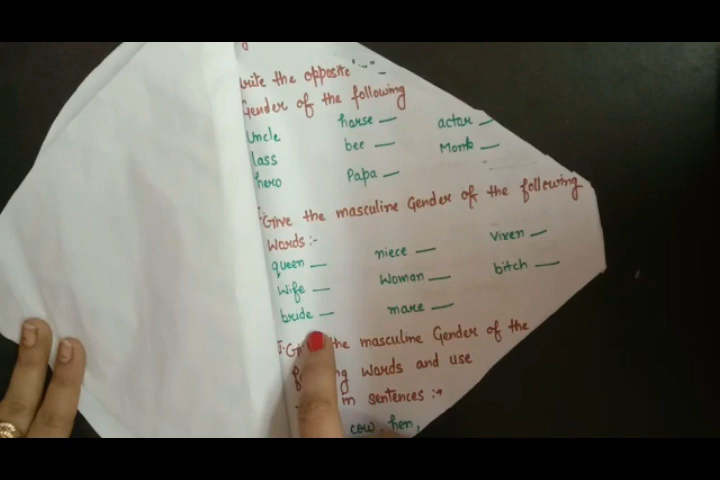 write the opposite "~"
Gender of the following
Uncle horse — actor —
lass bee — Monk —
hero Papa —
Give the masculine Gender of the following
Words:-
queen — niece — vixen —
Wife — Woman — bitch —
bride — mare —
the masculine Gender of the
words and use
sentences :→
cow, hen,